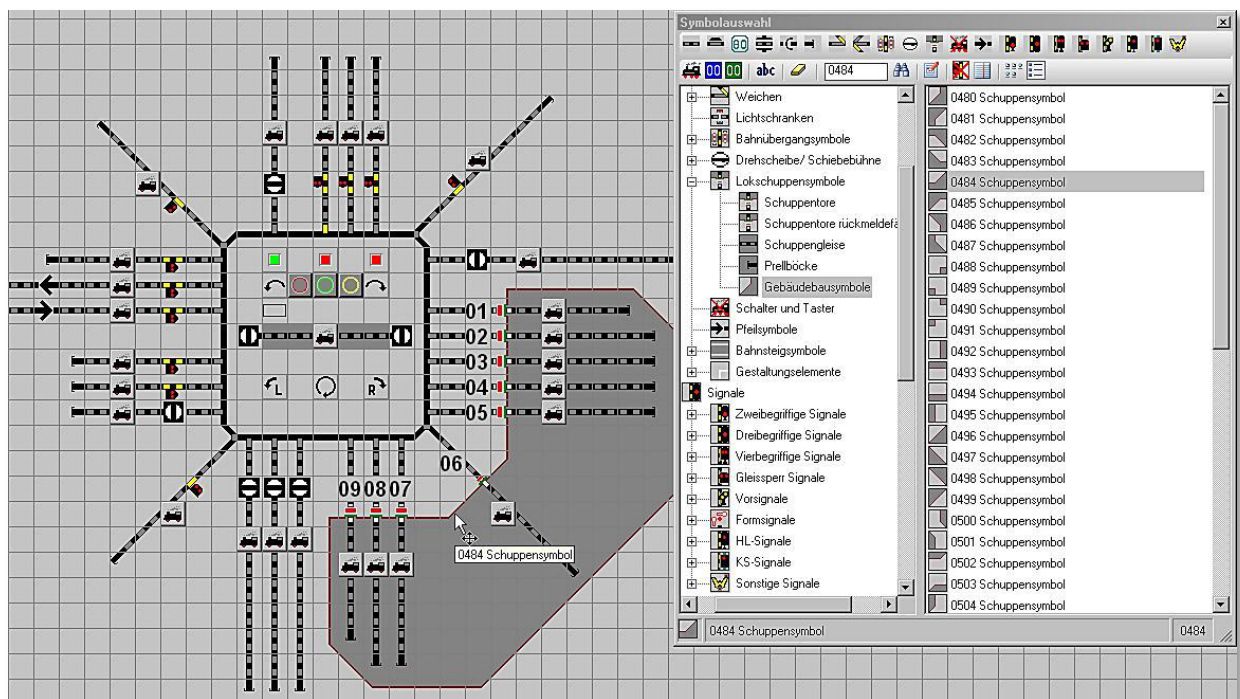 Symbolauswahl
00 00 abc 0484
Weichen
Lichtschranken
Bahnübergangsymbole
Drehscheibe/ Schiebebühne
Lokschuppensymbole
Schuppentore
Schuppentore rückmeldefä
Schuppengleise
Prellböcke
Gebäudebausymbole
Schalter und Taster
Pfeilsymbole
Bahnsteigsymbole
Gestaltungselemente
Signale
Zweibegriffige Signale
Dreibegriffige Signale
Vierbegriffige Signale
Gleissperr Signale
Vorsignale
Formsignale
HL-Signale
KS-Signale
Sonstige Signale
0480 Schuppensymbol
0481 Schuppensymbol
0482 Schuppensymbol
0483 Schuppensymbol
0484 Schuppensymbol
0485 Schuppensymbol
0486 Schuppensymbol
0487 Schuppensymbol
0488 Schuppensymbol
0489 Schuppensymbol
0490 Schuppensymbol
0491 Schuppensymbol
0492 Schuppensymbol
0493 Schuppensymbol
0494 Schuppensymbol
0495 Schuppensymbol
0496 Schuppensymbol
0497 Schuppensymbol
0498 Schuppensymbol
0499 Schuppensymbol
0500 Schuppensymbol
0501 Schuppensymbol
0502 Schuppensymbol
0503 Schuppensymbol
0504 Schuppensymbol
0484 Schuppensymbol 0484
01
02
03
04
05
L R
06
09 08 07
0484 Schuppensymbol